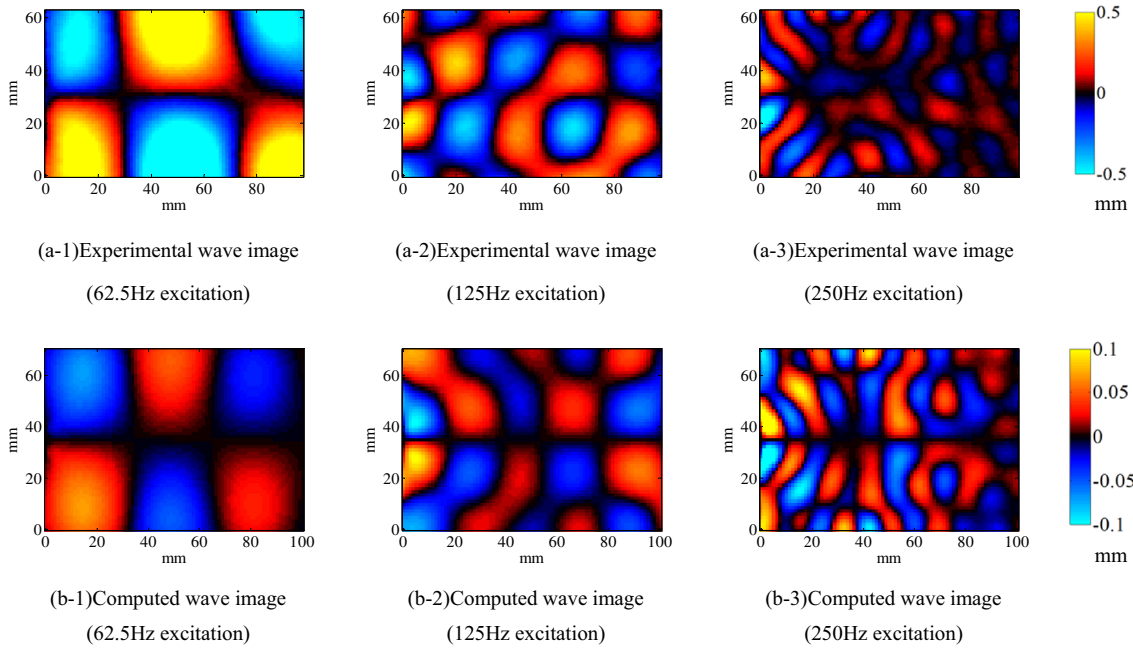 60
40
20
0
mm
0 20 40 60 80
mm
60
40
20
0
mm
0 20 40 60 80
mm
60
40
20
0
mm
0 20 40 60 80
mm
0.5
0
-0.5
mm
(a-1)Experimental wave image
(62.5Hz excitation)
(a-2)Experimental wave image
(125Hz excitation)
(a-3)Experimental wave image
(250Hz excitation)
60
40
20
0
mm
0 20 40 60 80 100
mm
60
40
20
0
mm
0 20 40 60 80 100
mm
60
40
20
0
mm
0 20 40 60 80 100
mm
0.1
0.05
0
-0.05
-0.1
mm
(b-1)Computed wave image
(62.5Hz excitation)
(b-2)Computed wave image
(125Hz excitation)
(b-3)Computed wave image
(250Hz excitation)